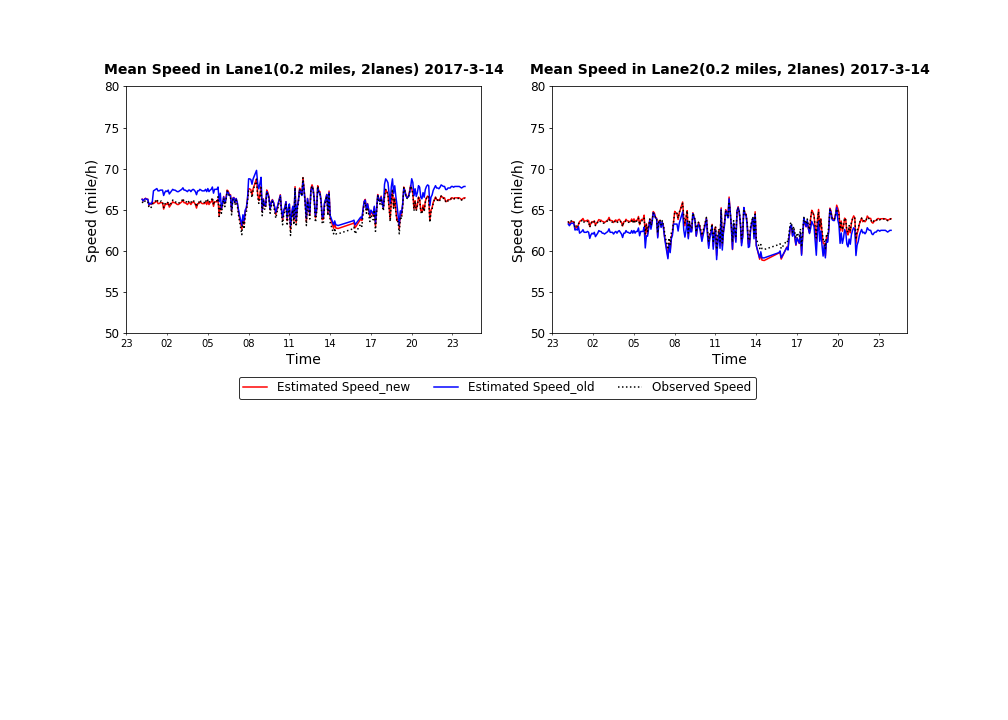 Mean Speed in Lane1(0.2 miles, 2lanes) 2017-3-14
80
75
70
65
60
55
50
Speed (mile/h)
23 02 05 08 11 14 17 20 23
Time
Mean Speed in Lane2(0.2 miles, 2lanes) 2017-3-14
80
75
70
65
60
55
50
Speed (mile/h)
23 02 05 08 11 14 17 20 23
Time
Estimated Speed_new Estimated Speed_old Observed Speed